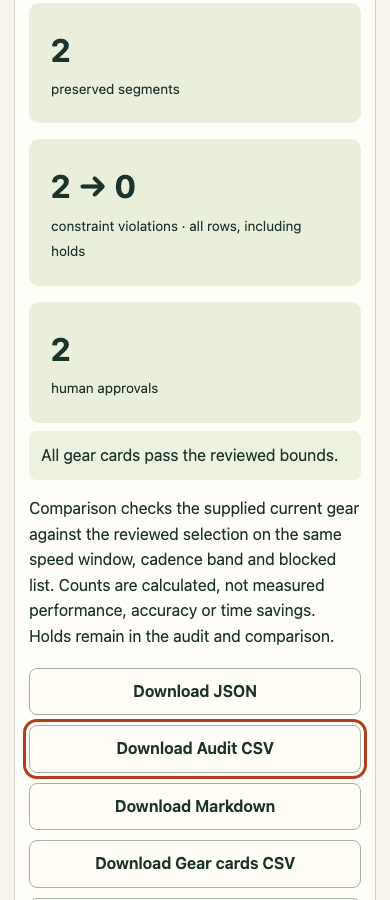 2
preserved segments
2 → 0
constraint violations · all rows, including
holds
2
human approvals
All gear cards pass the reviewed bounds.
Comparison checks the supplied current gear
against the reviewed selection on the same
speed window, cadence band and blocked
list. Counts are calculated, not measured
performance, accuracy or time savings.
Holds remain in the audit and comparison.
Download JSON
Download Audit CSV
Download Markdown
Download Gear cards CSV